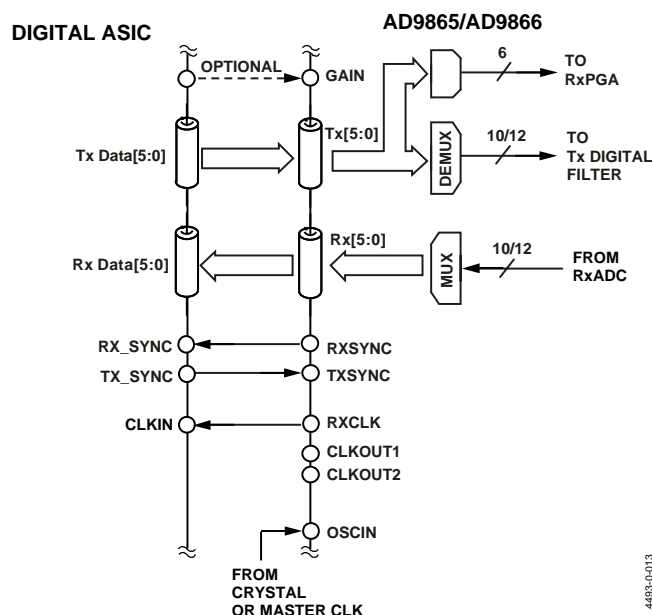 DIGITAL ASIC
AD9865/AD9866
OPTIONAL
GAIN
6
TO
RxPGA
Tx Data[5:0]
Tx[5:0]
DEMUX
10/12
TO
Tx DIGITAL
FILTER
Rx Data[5:0]
Rx[5:0]
MUX
10/12
FROM
RxADC
RX_SYNC
RXSYNC
TX_SYNC
TXSYNC
CLKIN
RXCLK
CLKOUT1
CLKOUT2
OSCIN
FROM
CRYSTAL
OR MASTER CLK
4493-0-013